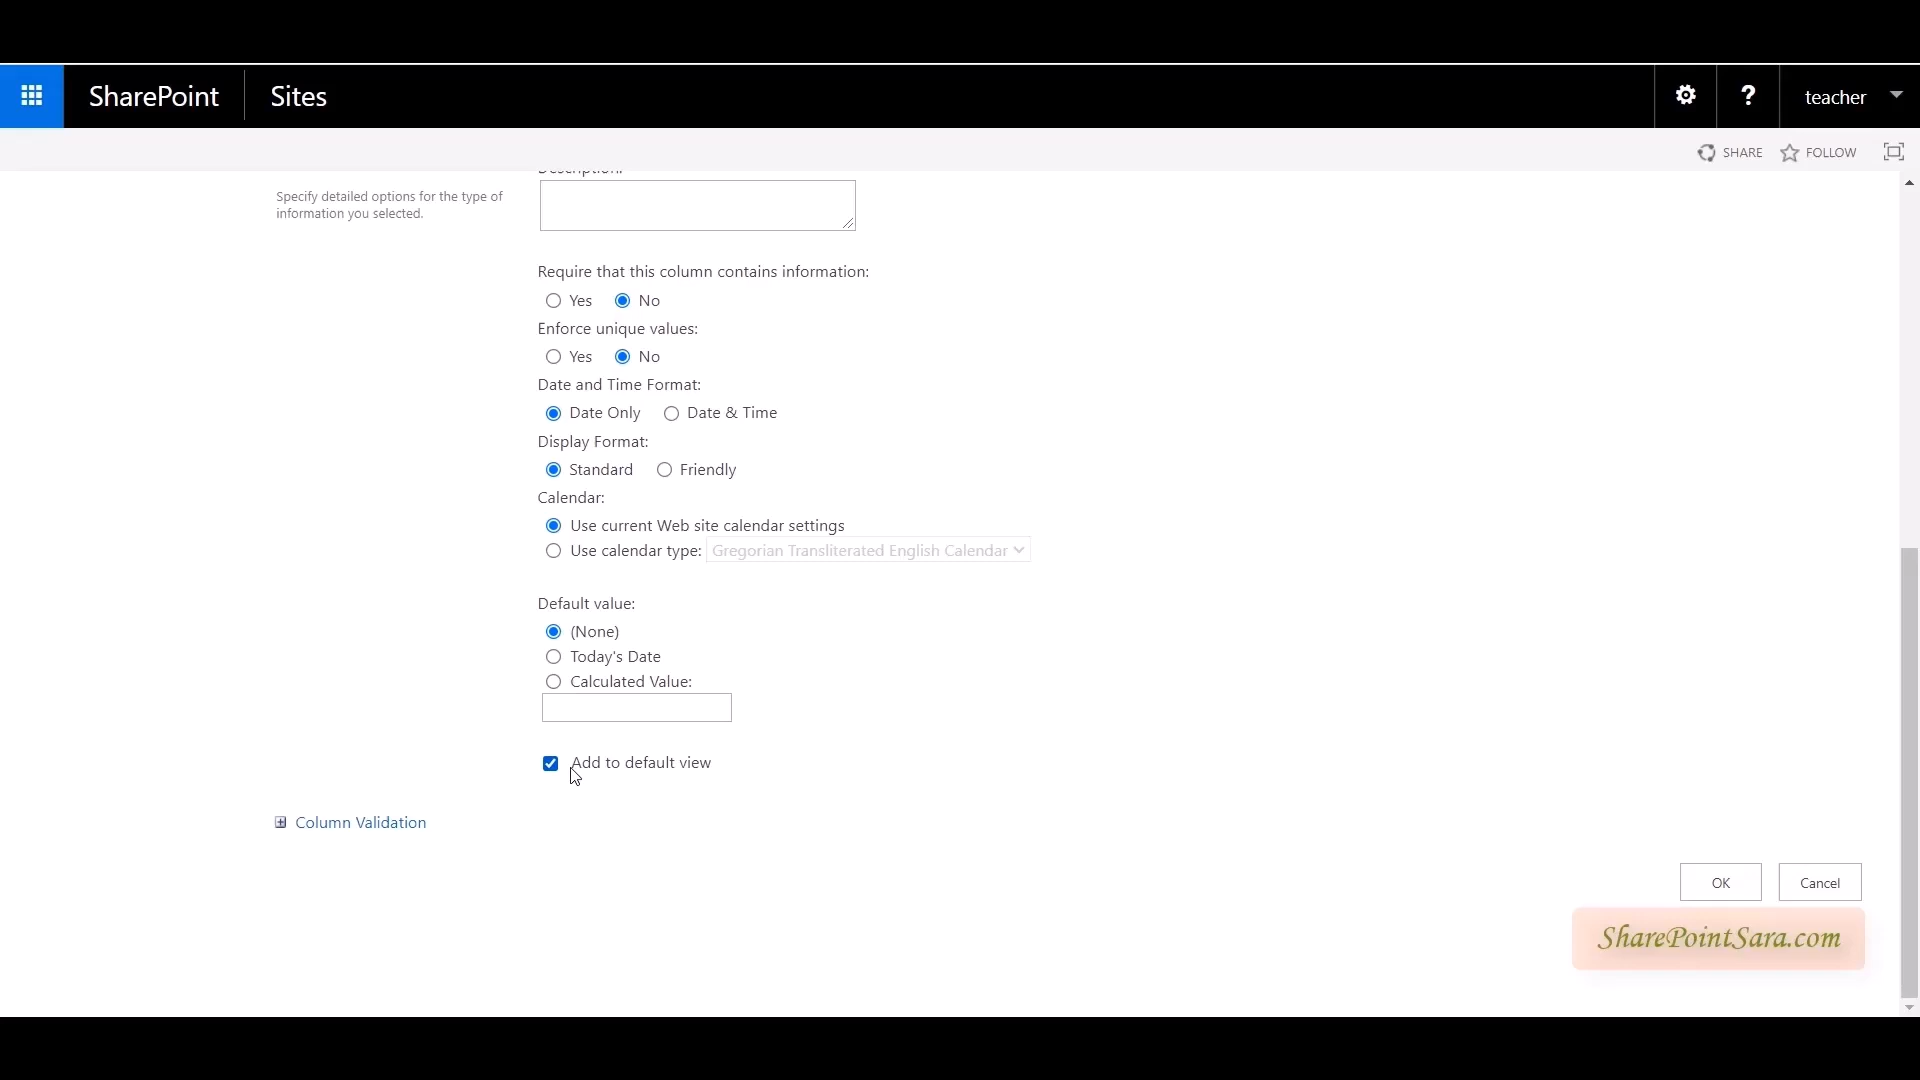 SharePoint Sites ? teacher
SHARE FOLLOW
Description:
Specify detailed options for the type of
information you selected.
Require that this column contains information:
Yes No
Enforce unique values:
Yes No
Date and Time Format:
Date Only Date & Time
Display Format:
Standard Friendly
Calendar:
Use current Web site calendar settings
Use calendar type: Gregorian Transliterated English Calendar
Default value:
(None)
Today's Date
Calculated Value:
Add to default view
Column Validation
OK Cancel
SharePointSara.com